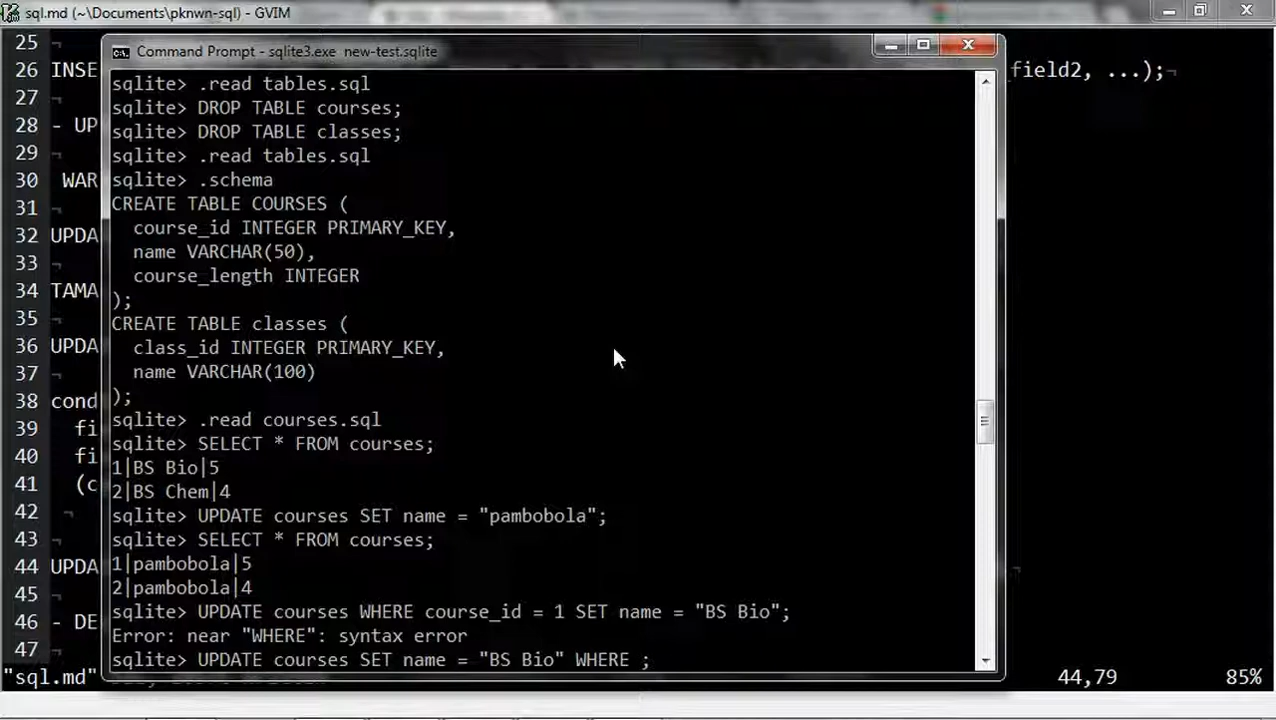 sql.md (~\Documents\pknwn-sql) - GVIM
Command Prompt - sqlite3.exe new-test.sqlite
25 ¬
26 INSE field2, ...);¬
27 ¬
28 - UP
29 ¬
30 WAR
31 ¬
32 UPDA
33 ¬
34 TAMA
35 ¬
36 UPDA
37 ¬
38 cond
39 fi
40 fi
41 (c
42 ¬
43 ¬
44 UPDA ¬
45 ¬
46 - DE
47 ¬
sqlite> .read tables.sql
sqlite> DROP TABLE courses;
sqlite> DROP TABLE classes;
sqlite> .read tables.sql
sqlite> .schema
CREATE TABLE COURSES (
course_id INTEGER PRIMARY_KEY,
name VARCHAR(50),
course_length INTEGER
);
CREATE TABLE classes (
class_id INTEGER PRIMARY_KEY,
name VARCHAR(100)
);
sqlite> .read courses.sql
sqlite> SELECT * FROM courses;
1|BS Bio|5
2|BS Chem|4
sqlite> UPDATE courses SET name = "pambobola";
sqlite> SELECT * FROM courses;
1|pambobola|5
2|pambobola|4
sqlite> UPDATE courses WHERE course_id = 1 SET name = "BS Bio";
Error: near "WHERE": syntax error
sqlite> UPDATE courses SET name = "BS Bio" WHERE ;
"sql.md" 44,79 85%